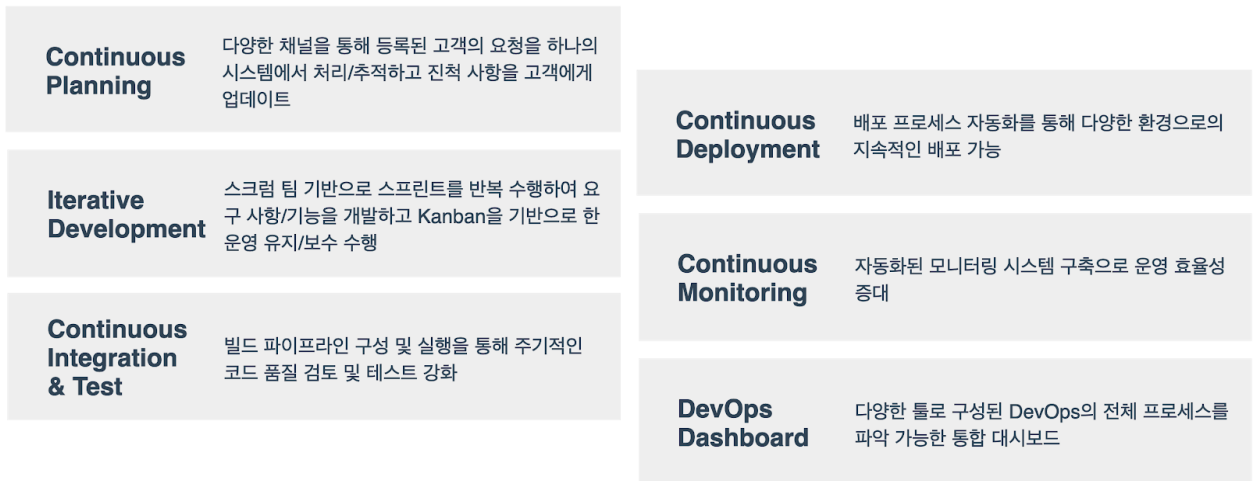 Continuous
Planning
다양한 채널을 통해 등록된 고객의 요청을 하나의
시스템에서 처리/추적하고 진척 사항을 고객에게
업데이트
Iterative
Development
스크럼 팀 기반으로 스프린트를 반복 수행하여 요
구 사항/기능을 개발하고 Kanban을 기반으로 한
운영 유지/보수 수행
Continuous
Integration
& Test
빌드 파이프라인 구성 및 실행을 통해 주기적인
코드 품질 검토 및 테스트 강화
Continuous
Deployment
배포 프로세스 자동화를 통해 다양한 환경으로의
지속적인 배포 가능
Continuous
Monitoring
자동화된 모니터링 시스템 구축으로 운영 효율성
증대
DevOps
Dashboard
다양한 툴로 구성된 DevOps의 전체 프로세스를
파악 가능한 통합 대시보드